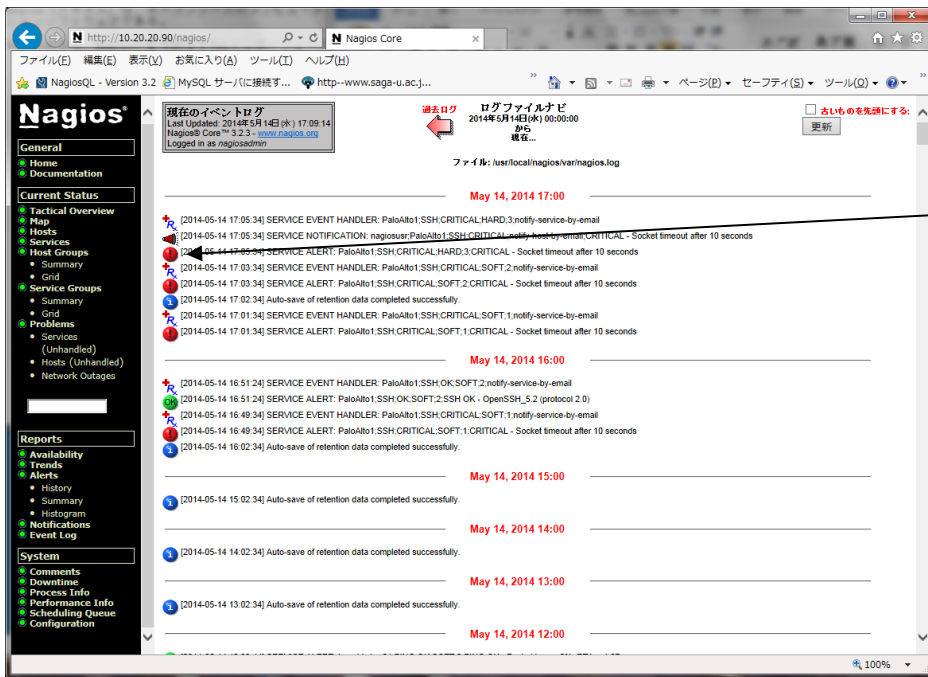 http://10.20.20.90/nagios/
Nagios Core
ファイル(F) 編集(E) 表示(V) お気に入り(A) ツール(T) ヘルプ(H)
NagiosQL - Version 3.2 MySQL サーバに接続す... http--www.saga-u.ac.j... ページ(P) セーフティ(S) ツール(O)
Nagios®
General
Home
Documentation
Current Status
Tactical Overview
Map
Hosts
Services
Host Groups
Summary
Grid
Service Groups
Summary
Grid
Problems
Services
(Unhandled)
Hosts (Unhandled)
Network Outages
Reports
Availability
Trends
Alerts
History
Summary
Histogram
Notifications
Event Log
System
Comments
Downtime
Process Info
Performance Info
Scheduling Queue
Configuration
現在のイベントログ
Last Updated: 2014年5月14日(水) 17:09:14
Nagios® Core™ 3.2.3 - www.nagios.org
Logged in as nagiosadmin
過去ログ
ログファイルナビ
2014年5月14日(水) 00:00:00
から
現在...
ファイル: /usr/local/nagios/var/nagios.log
古いものを先頭にする:
更新
May 14, 2014 17:00
[2014-05-14 17:05:34] SERVICE EVENT HANDLER: PaloAlto1;SSH;CRITICAL;HARD;3;notify-service-by-email
[2014-05-14 17:05:34] SERVICE NOTIFICATION: nagiosusr;PaloAlto1;SSH;CRITICAL;notify-host-by-email;CRITICAL - Socket timeout after 10 seconds
[2014-05-14 17:05:34] SERVICE ALERT: PaloAlto1;SSH;CRITICAL;HARD;3;CRITICAL - Socket timeout after 10 seconds
[2014-05-14 17:03:34] SERVICE EVENT HANDLER: PaloAlto1;SSH;CRITICAL;SOFT;2;notify-service-by-email
[2014-05-14 17:03:34] SERVICE ALERT: PaloAlto1;SSH;CRITICAL;SOFT;2;CRITICAL - Socket timeout after 10 seconds
[2014-05-14 17:02:34] Auto-save of retention data completed successfully.
[2014-05-14 17:01:34] SERVICE EVENT HANDLER: PaloAlto1;SSH;CRITICAL;SOFT;1;notify-service-by-email
[2014-05-14 17:01:34] SERVICE ALERT: PaloAlto1;SSH;CRITICAL;SOFT;1;CRITICAL - Socket timeout after 10 seconds
May 14, 2014 16:00
[2014-05-14 16:51:24] SERVICE EVENT HANDLER: PaloAlto1;SSH;OK;SOFT;2;notify-service-by-email
OK [2014-05-14 16:51:24] SERVICE ALERT: PaloAlto1;SSH;OK;SOFT;2;SSH OK - OpenSSH_5.2 (protocol 2.0)
[2014-05-14 16:49:34] SERVICE EVENT HANDLER: PaloAlto1;SSH;CRITICAL;SOFT;1;notify-service-by-email
[2014-05-14 16:49:34] SERVICE ALERT: PaloAlto1;SSH;CRITICAL;SOFT;1;CRITICAL - Socket timeout after 10 seconds
[2014-05-14 16:02:34] Auto-save of retention data completed successfully.
May 14, 2014 15:00
[2014-05-14 15:02:34] Auto-save of retention data completed successfully.
May 14, 2014 14:00
[2014-05-14 14:02:34] Auto-save of retention data completed successfully.
May 14, 2014 13:00
[2014-05-14 13:02:34] Auto-save of retention data completed successfully.
May 14, 2014 12:00
100%